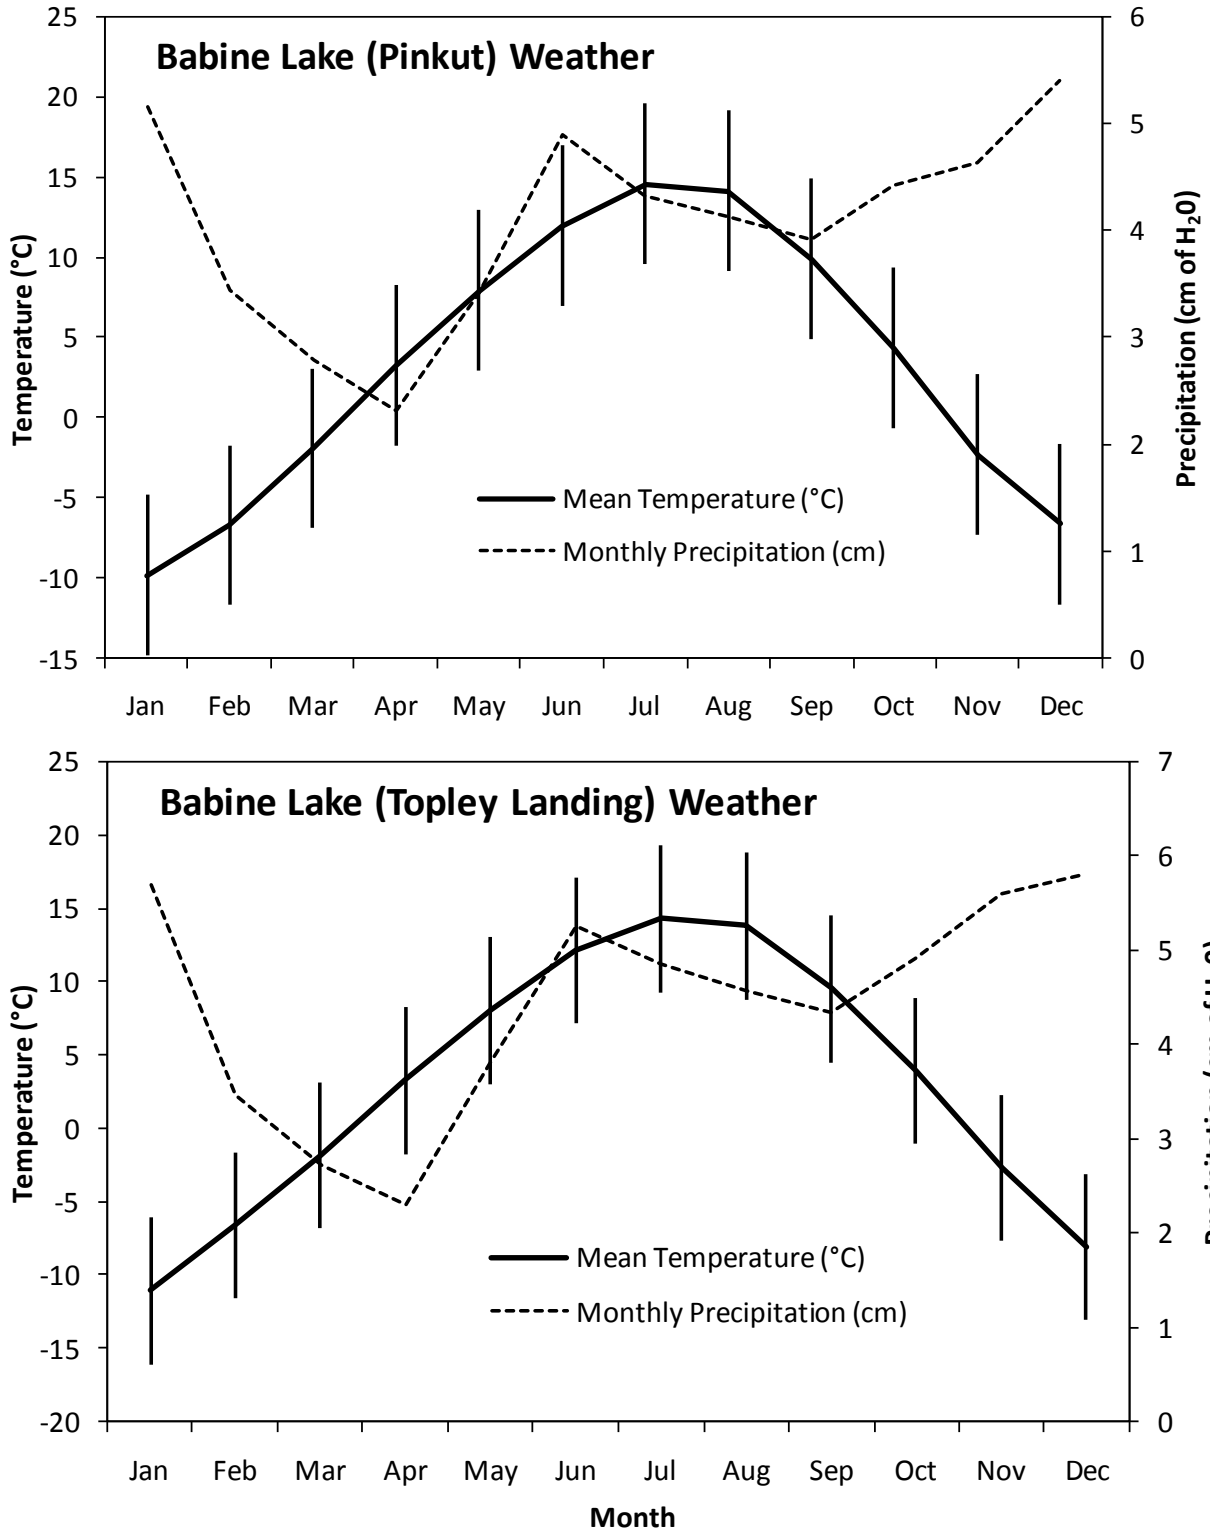 Babine Lake (Pinkut) Weather
25
20
15
10
5
0
-5
-10
-15
Temperature (°C)
6
5
4
3
2
1
0
Precipitation (cm of H₂0)
Mean Temperature (°C)
Monthly Precipitation (cm)
Jan Feb Mar Apr May Jun Jul Aug Sep Oct Nov Dec
Babine Lake (Topley Landing) Weather
25
20
15
10
5
0
-5
-10
-15
-20
Temperature (°C)
7
6
5
4
3
2
1
0
Mean Temperature (°C)
Monthly Precipitation (cm)
Jan Feb Mar Apr May Jun Jul Aug Sep Oct Nov Dec
Month